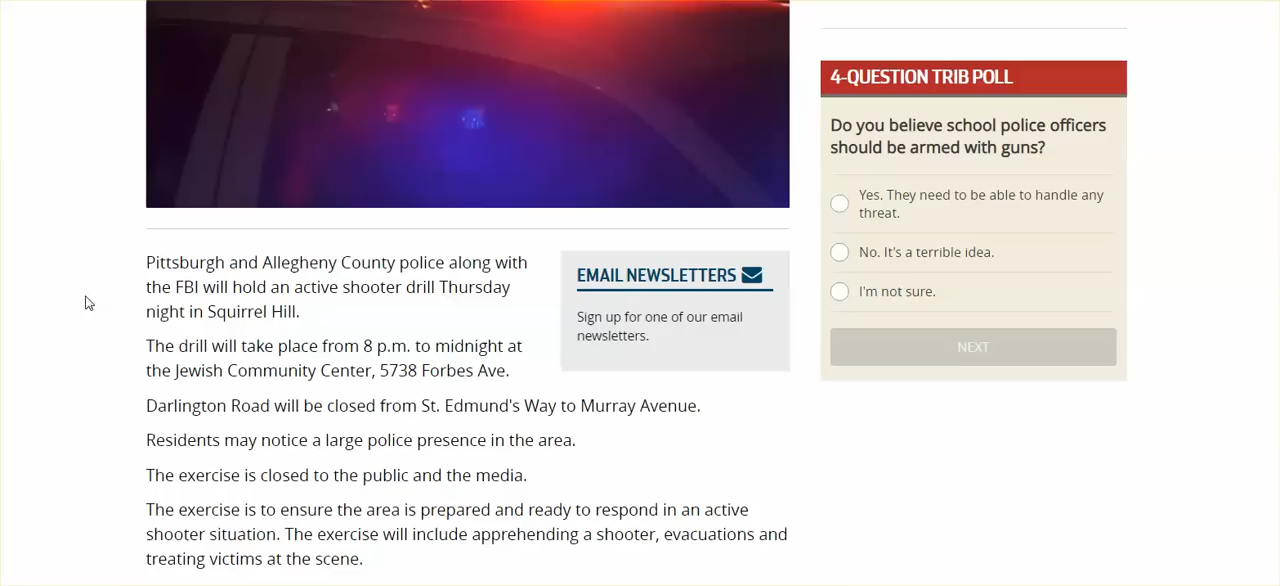 Pittsburgh and Allegheny County police along with
the FBI will hold an active shooter drill Thursday
night in Squirrel Hill.
The drill will take place from 8 p.m. to midnight at
the Jewish Community Center, 5738 Forbes Ave.
Darlington Road will be closed from St. Edmund's Way to Murray Avenue.
Residents may notice a large police presence in the area.
The exercise is closed to the public and the media.
The exercise is to ensure the area is prepared and ready to respond in an active
shooter situation. The exercise will include apprehending a shooter, evacuations and
treating victims at the scene.
EMAIL NEWSLETTERS
Sign up for one of our email
newsletters.
4-QUESTION TRIB POLL
Do you believe school police officers
should be armed with guns?
Yes. They need to be able to handle any
threat.
No. It's a terrible idea.
I'm not sure.
NEXT